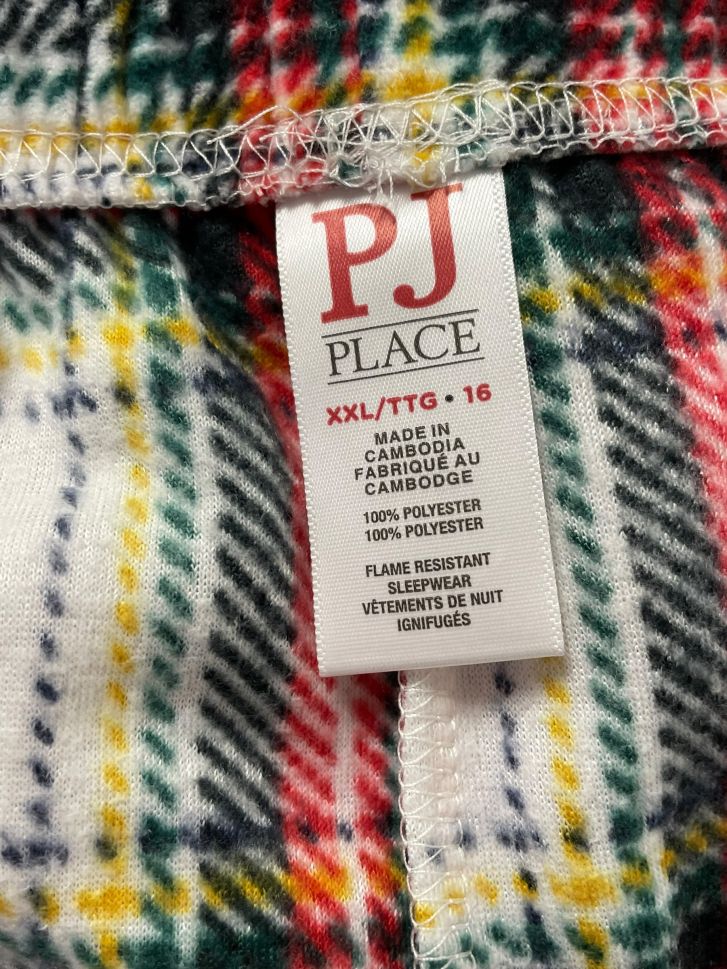 PJ
PLACE
XXL/TTG • 16
MADE IN
CAMBODIA
FABRIQUÉ AU
CAMBODGE
100% POLYESTER
100% POLYESTER
FLAME RESISTANT
SLEEPWEAR
VÊTEMENTS DE NUIT
IGNIFUGÉS